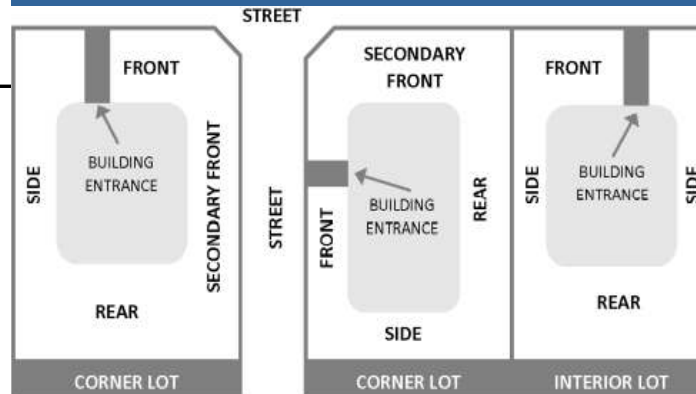 STREET
FRONT
BUILDING
ENTRANCE
SIDE
SECONDARY FRONT
REAR
CORNER LOT
STREET
SECONDARY
FRONT
BUILDING
ENTRANCE
FRONT
REAR
SIDE
CORNER LOT
FRONT
BUILDING
ENTRANCE
SIDE
SIDE
REAR
INTERIOR LOT